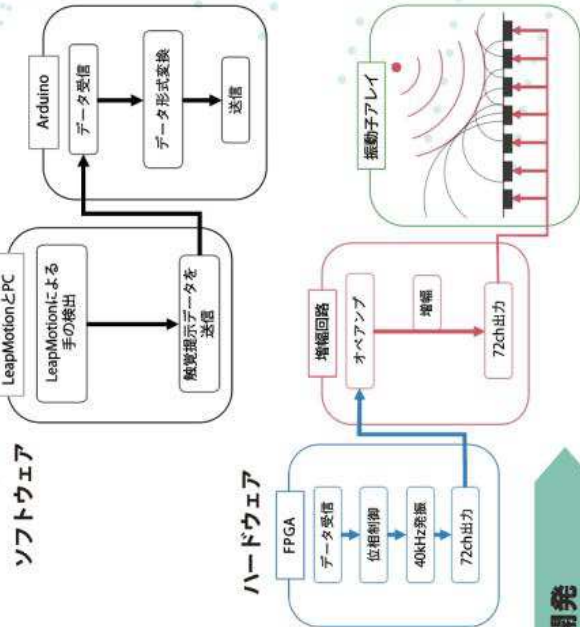 ソフトウェア
LeapMotionとPC
LeapMotionによる
手の検出
触覚提示データを
送信
Arduino
データ受信
データ形式変換
送信
ハードウェア
FPGA
データ受信
位相制御
40kHz発振
72ch出力
増幅回路
オペアンプ
増幅
72ch出力
振動子アレイ
開発